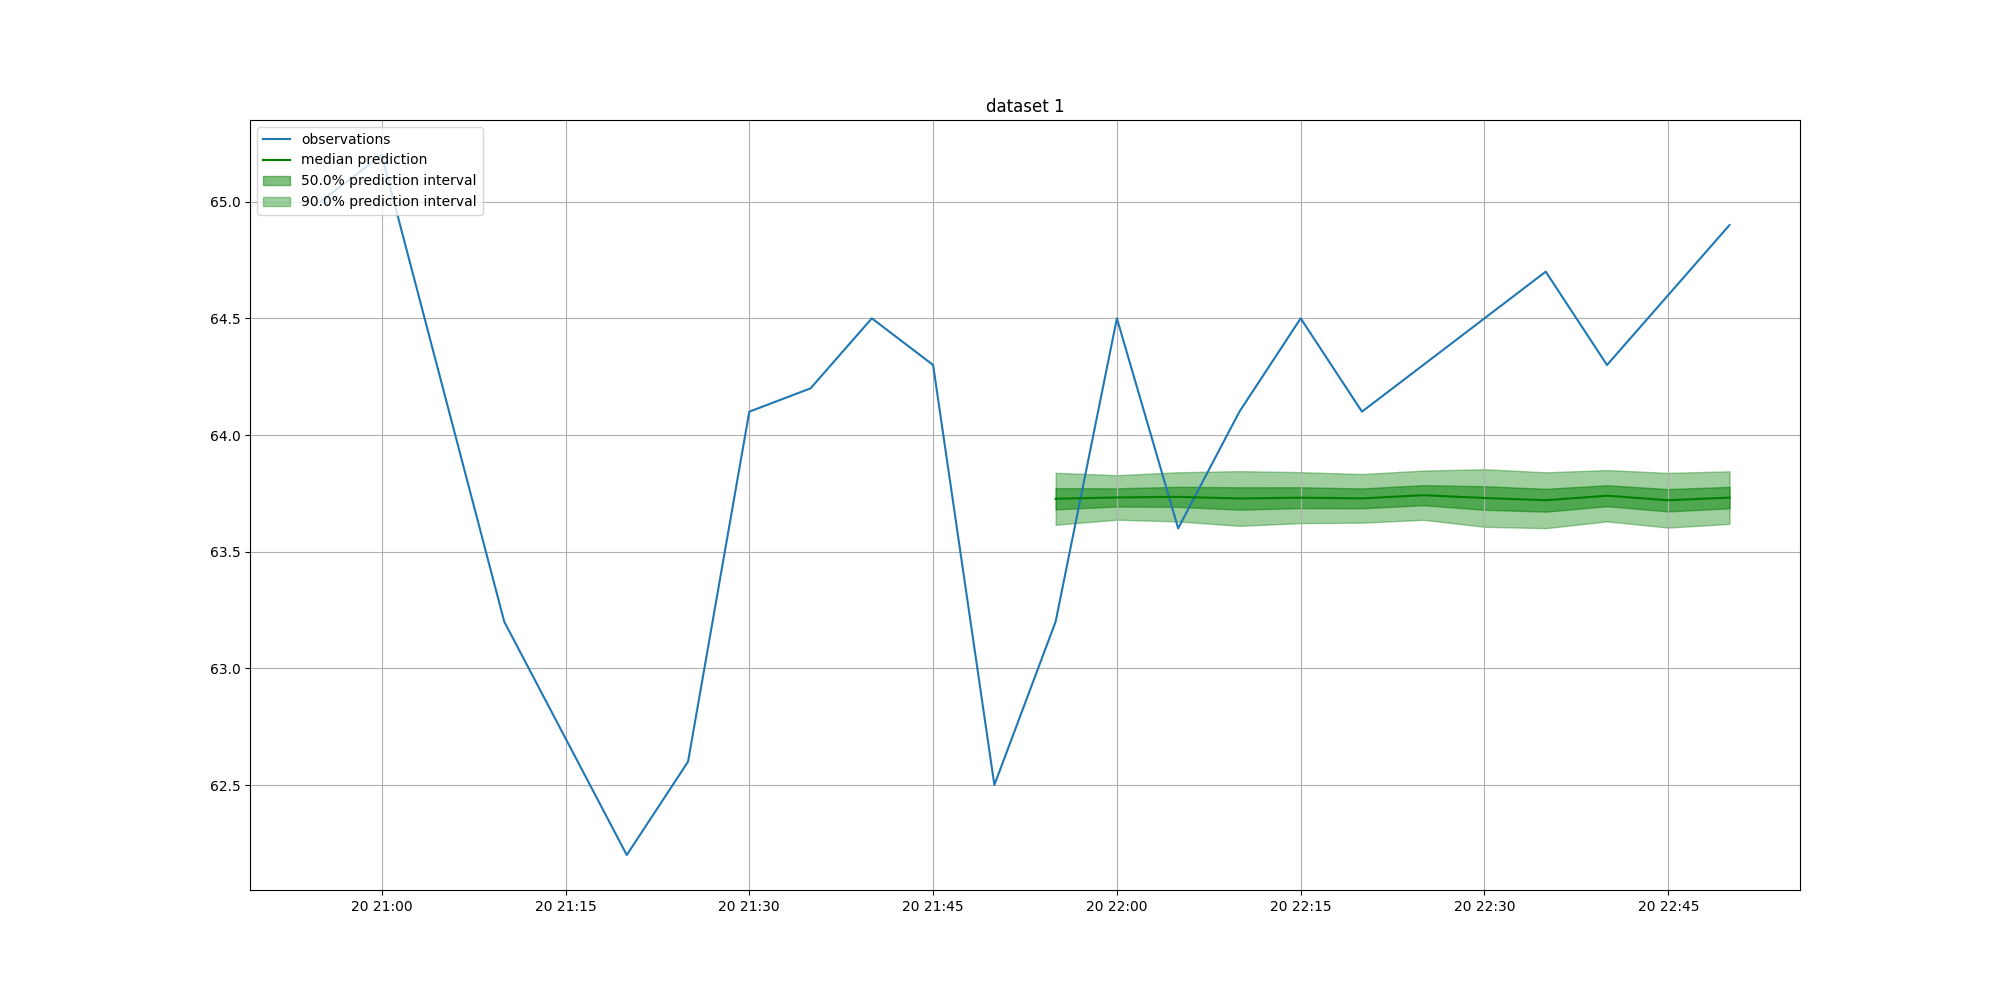 dataset 1
observations
median prediction
50.0% prediction interval
90.0% prediction interval
65.0
64.5
64.0
63.5
63.0
62.5
20 21:00
20 21:15
20 21:30
20 21:45
20 22:00
20 22:15
20 22:30
20 22:45